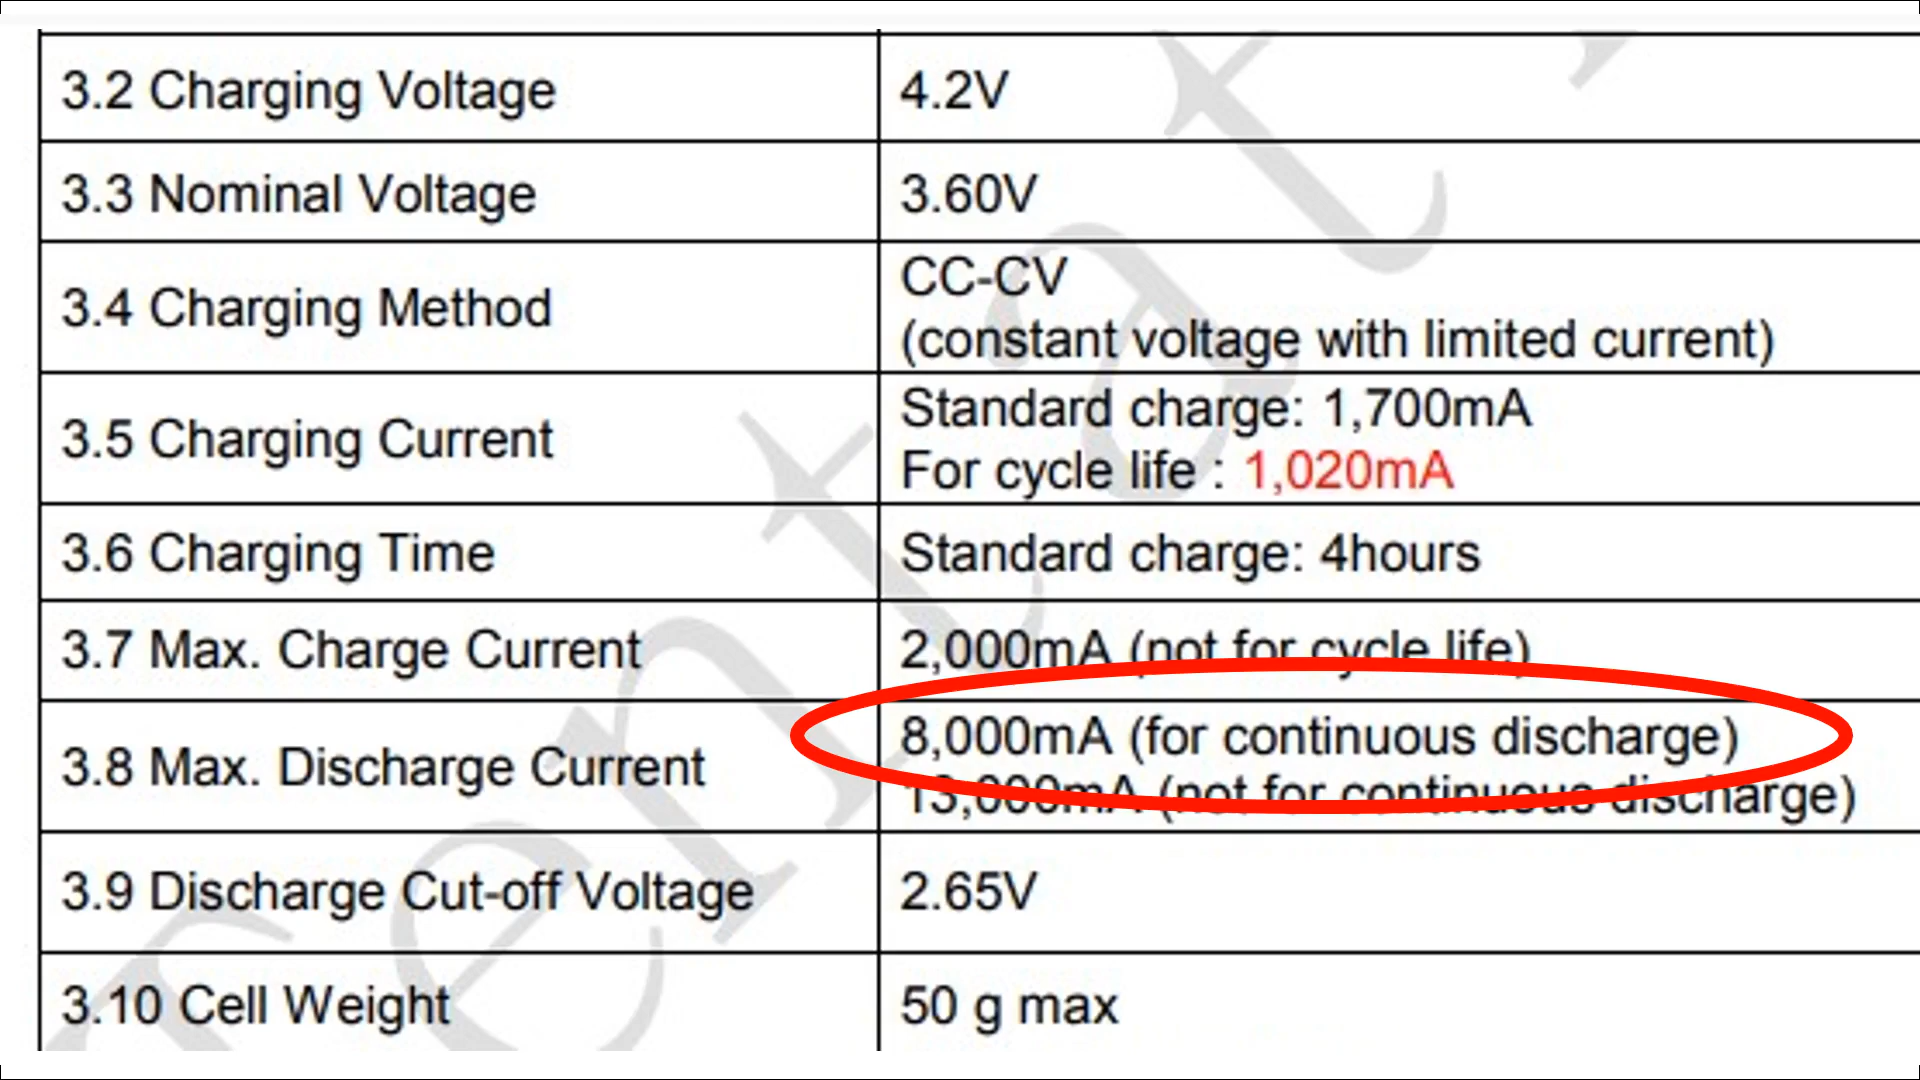 3.2 Charging Voltage
4.2V
3.3 Nominal Voltage
3.60V
3.4 Charging Method
CC-CV
(constant voltage with limited current)
3.5 Charging Current
Standard charge: 1,700mA
For cycle life : 1,020mA
3.6 Charging Time
Standard charge: 4hours
3.7 Max. Charge Current
2,000mA (not for cycle life)
3.8 Max. Discharge Current
8,000mA (for continuous discharge)
13,000mA (not for continuous discharge)
3.9 Discharge Cut-off Voltage
2.65V
3.10 Cell Weight
50 g max
Tentat